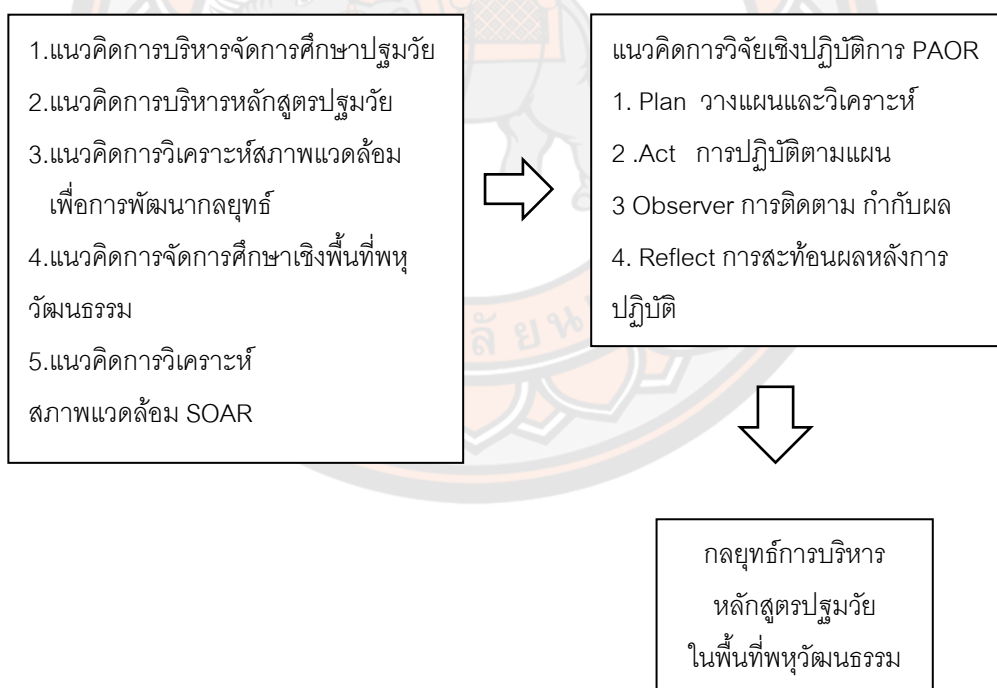 1.แนวคิดการบริหารจัดการศึกษาปฐมวัย
2.แนวคิดการบริหารหลักสูตรปฐมวัย
3.แนวคิดการวิเคราะห์สภาพแวดล้อม
เพื่อการพัฒนากลยุทธ์
4.แนวคิดการจัดการศึกษาเชิงพื้นที่พหุ
วัฒนธรรม
5.แนวคิดการวิเคราะห์
สภาพแวดล้อม SOAR
แนวคิดการวิจัยเชิงปฏิบัติการ PAOR
1. Plan วางแผนและวิเคราะห์
2 .Act การปฏิบัติตามแผน
3 Observer การติดตาม กำกับผล
4. Reflect การสะท้อนผลหลังการ
ปฏิบัติ
กลยุทธ์การบริหาร
หลักสูตรปฐมวัย
ในพื้นที่พหุวัฒนธรรม